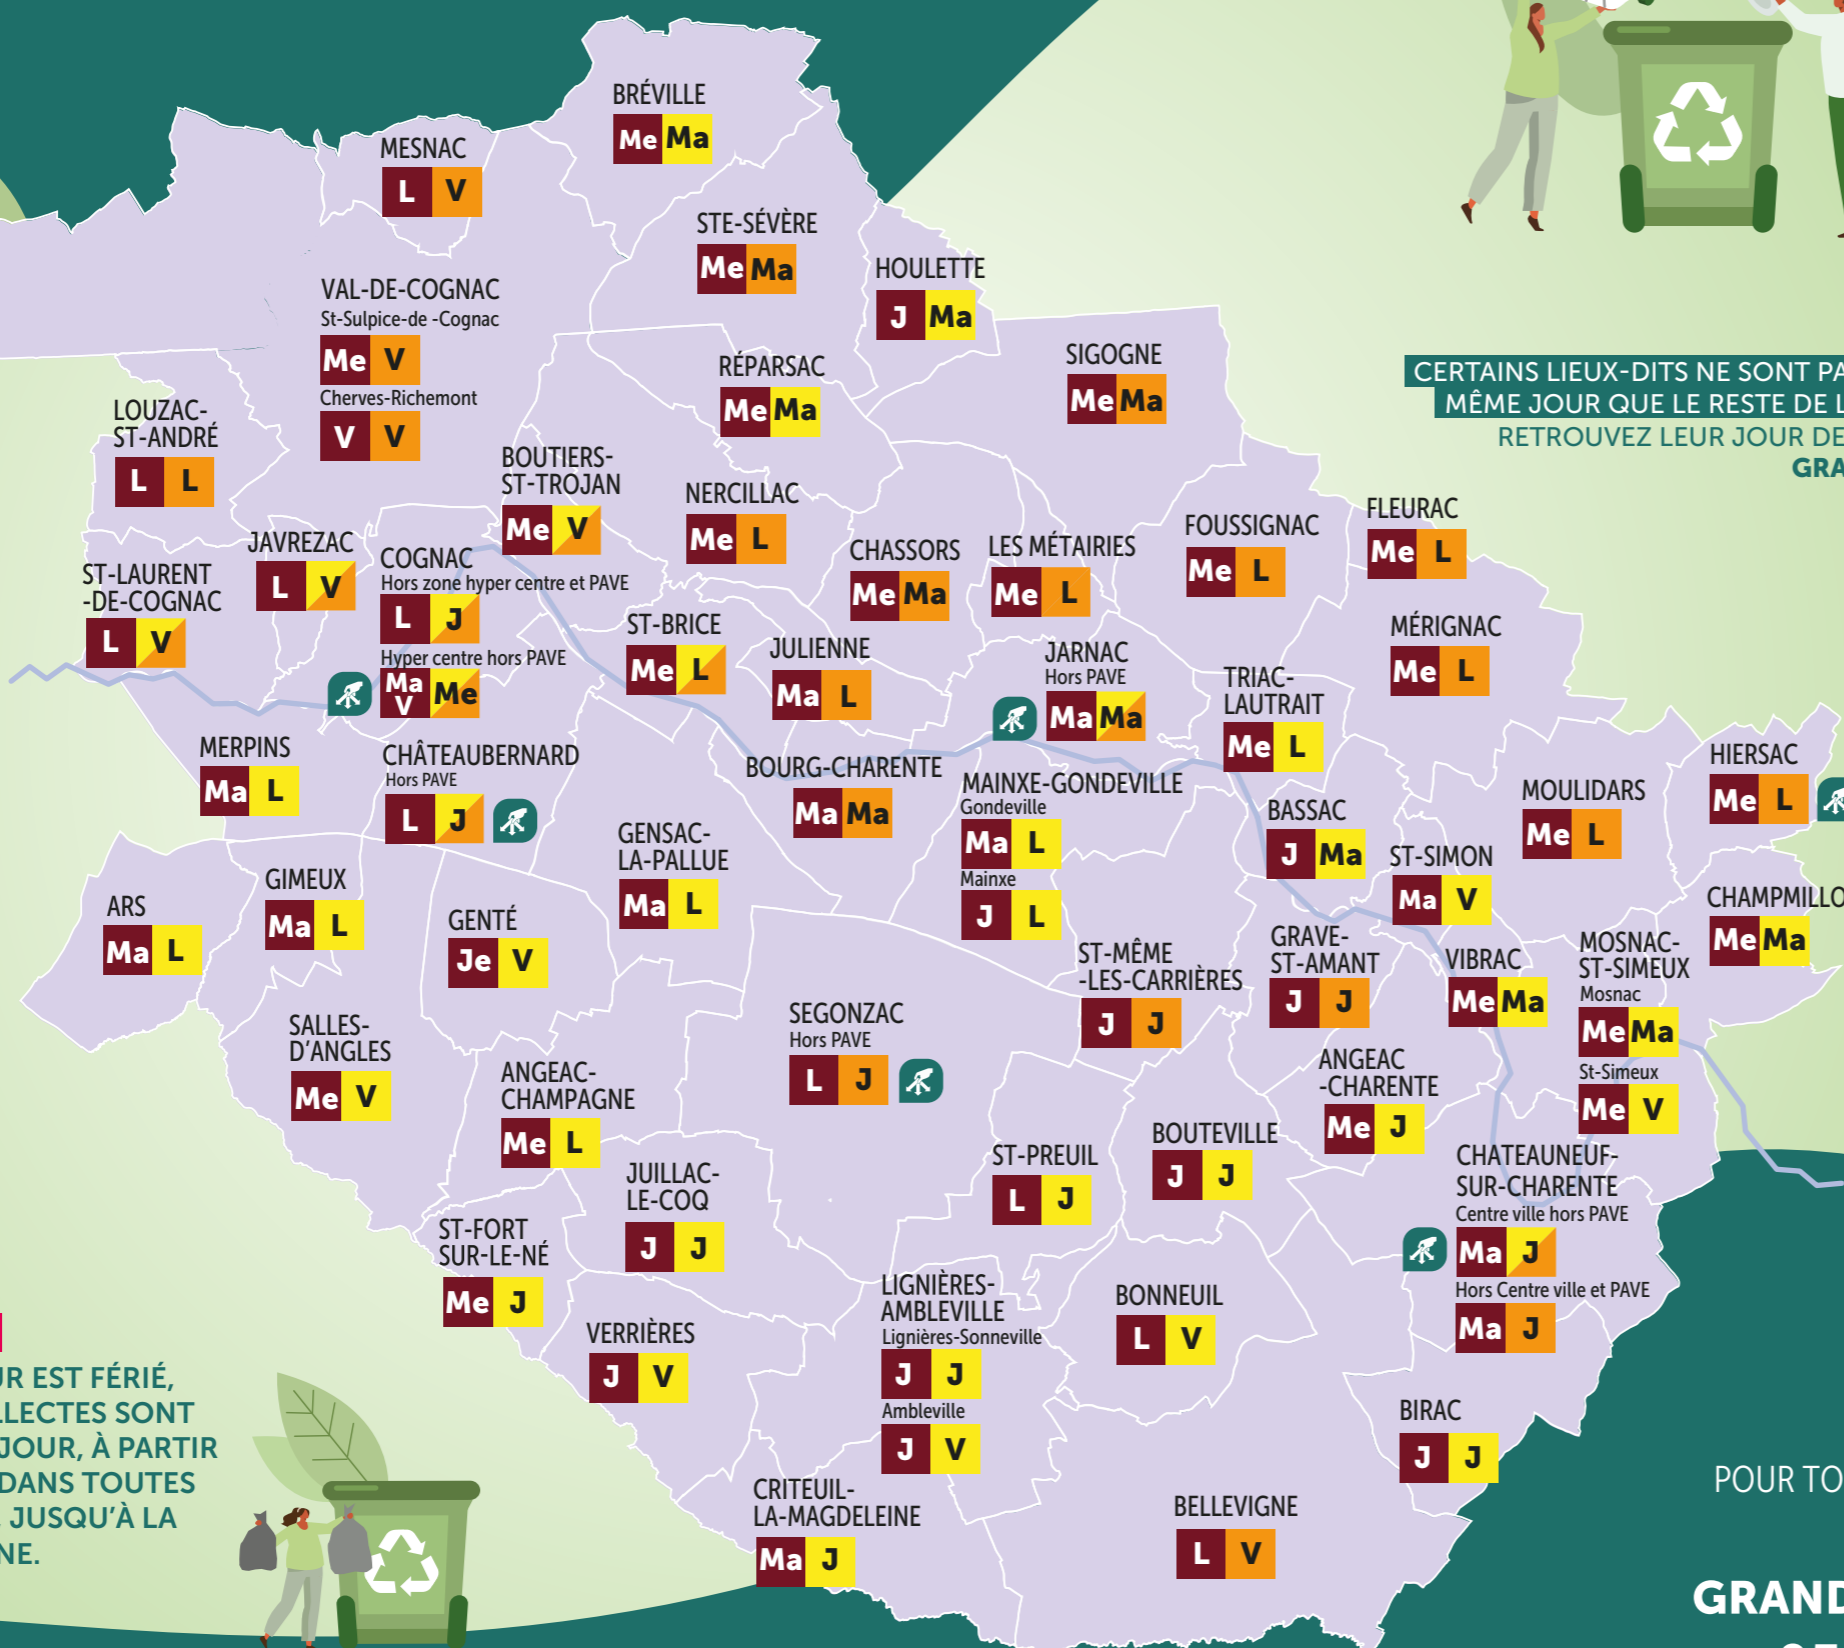 BRÉVILLE
Me Ma
MESNAC
L V
STE-SÉVÈRE
Me Ma
HOULETTE
J Ma
VAL-DE-COGNAC
St-Sulpice-de -Cognac
Me V
Cherves-Richemont
V V
RÉPARSAC
Me Ma
SIGOGNE
Me Ma
CERTAINS LIEUX-DITS NE SONT PA
MÊME JOUR QUE LE RESTE DE L
RETROUVEZ LEUR JOUR DE
GRA
LOUZAC-
ST-ANDRÉ
L L
BOUTIERS-
ST-TROJAN
Me V
NERCILLAC
Me L
FOUSSIGNAC
Me L
FLEURAC
Me L
JAVREZAC
L V
COGNAC
Hors zone hyper centre et PAVE
L J
Hyper centre hors PAVE
Ma
V
Me
CHASSORS
Me Ma
LES MÉTAIRIES
Me L
ST-LAURENT
-DE-COGNAC
L V
ST-BRICE
Me L
JULIENNE
Ma L
JARNAC
Hors PAVE
Ma Ma
MÉRIGNAC
Me L
TRIAC-
LAUTRAIT
Me L
MERPINS
Ma L
CHÂTEAUBERNARD
Hors PAVE
L J
BOURG-CHARENTE
Ma Ma
MAINXE-GONDEVILLE
Gondeville
Ma L
Mainxe
J L
BASSAC
J Ma
MOULIDARS
Me L
HIERSAC
Me L
GENSAC-
LA-PALLUE
Ma L
ST-SIMON
Ma V
ARS
Ma L
GIMEUX
Ma L
GENTÉ
Je V
CHAMPMILLO
Me Ma
ST-MÊME
-LES-CARRIÈRES
J J
GRAVE-
ST-AMANT
J J
VIBRAC
Me Ma
MOSNAC-
ST-SIMEUX
Mosnac
Me Ma
St-Simeux
Me V
SALLES-
D'ANGLES
Me V
SEGONZAC
Hors PAVE
L J
ANGEAC-
CHAMPAGNE
Me L
ANGEAC
-CHARENTE
Me J
BOUTEVILLE
J J
ST-PREUIL
L J
CHATEAUNEUF-
SUR-CHARENTE
Centre ville hors PAVE
Ma J
Hors Centre ville et PAVE
Ma J
JUILLAC-
LE-COQ
J J
ST-FORT
SUR-LE-NÉ
Me J
LIGNIÈRES-
AMBLEVILLE
Lignières-Sonneville
J J
Ambleville
J V
BONNEUIL
L V
VERRIÈRES
J V
BIRAC
J J
CRITEUIL-
LA-MAGDELEINE
Ma J
BELLEVIGNE
L V
UR EST FÉRIÉ,
LLECTES SONT
JOUR, À PARTIR
DANS TOUTES
, JUSQU'À LA
NE.
POUR TO
GRAND